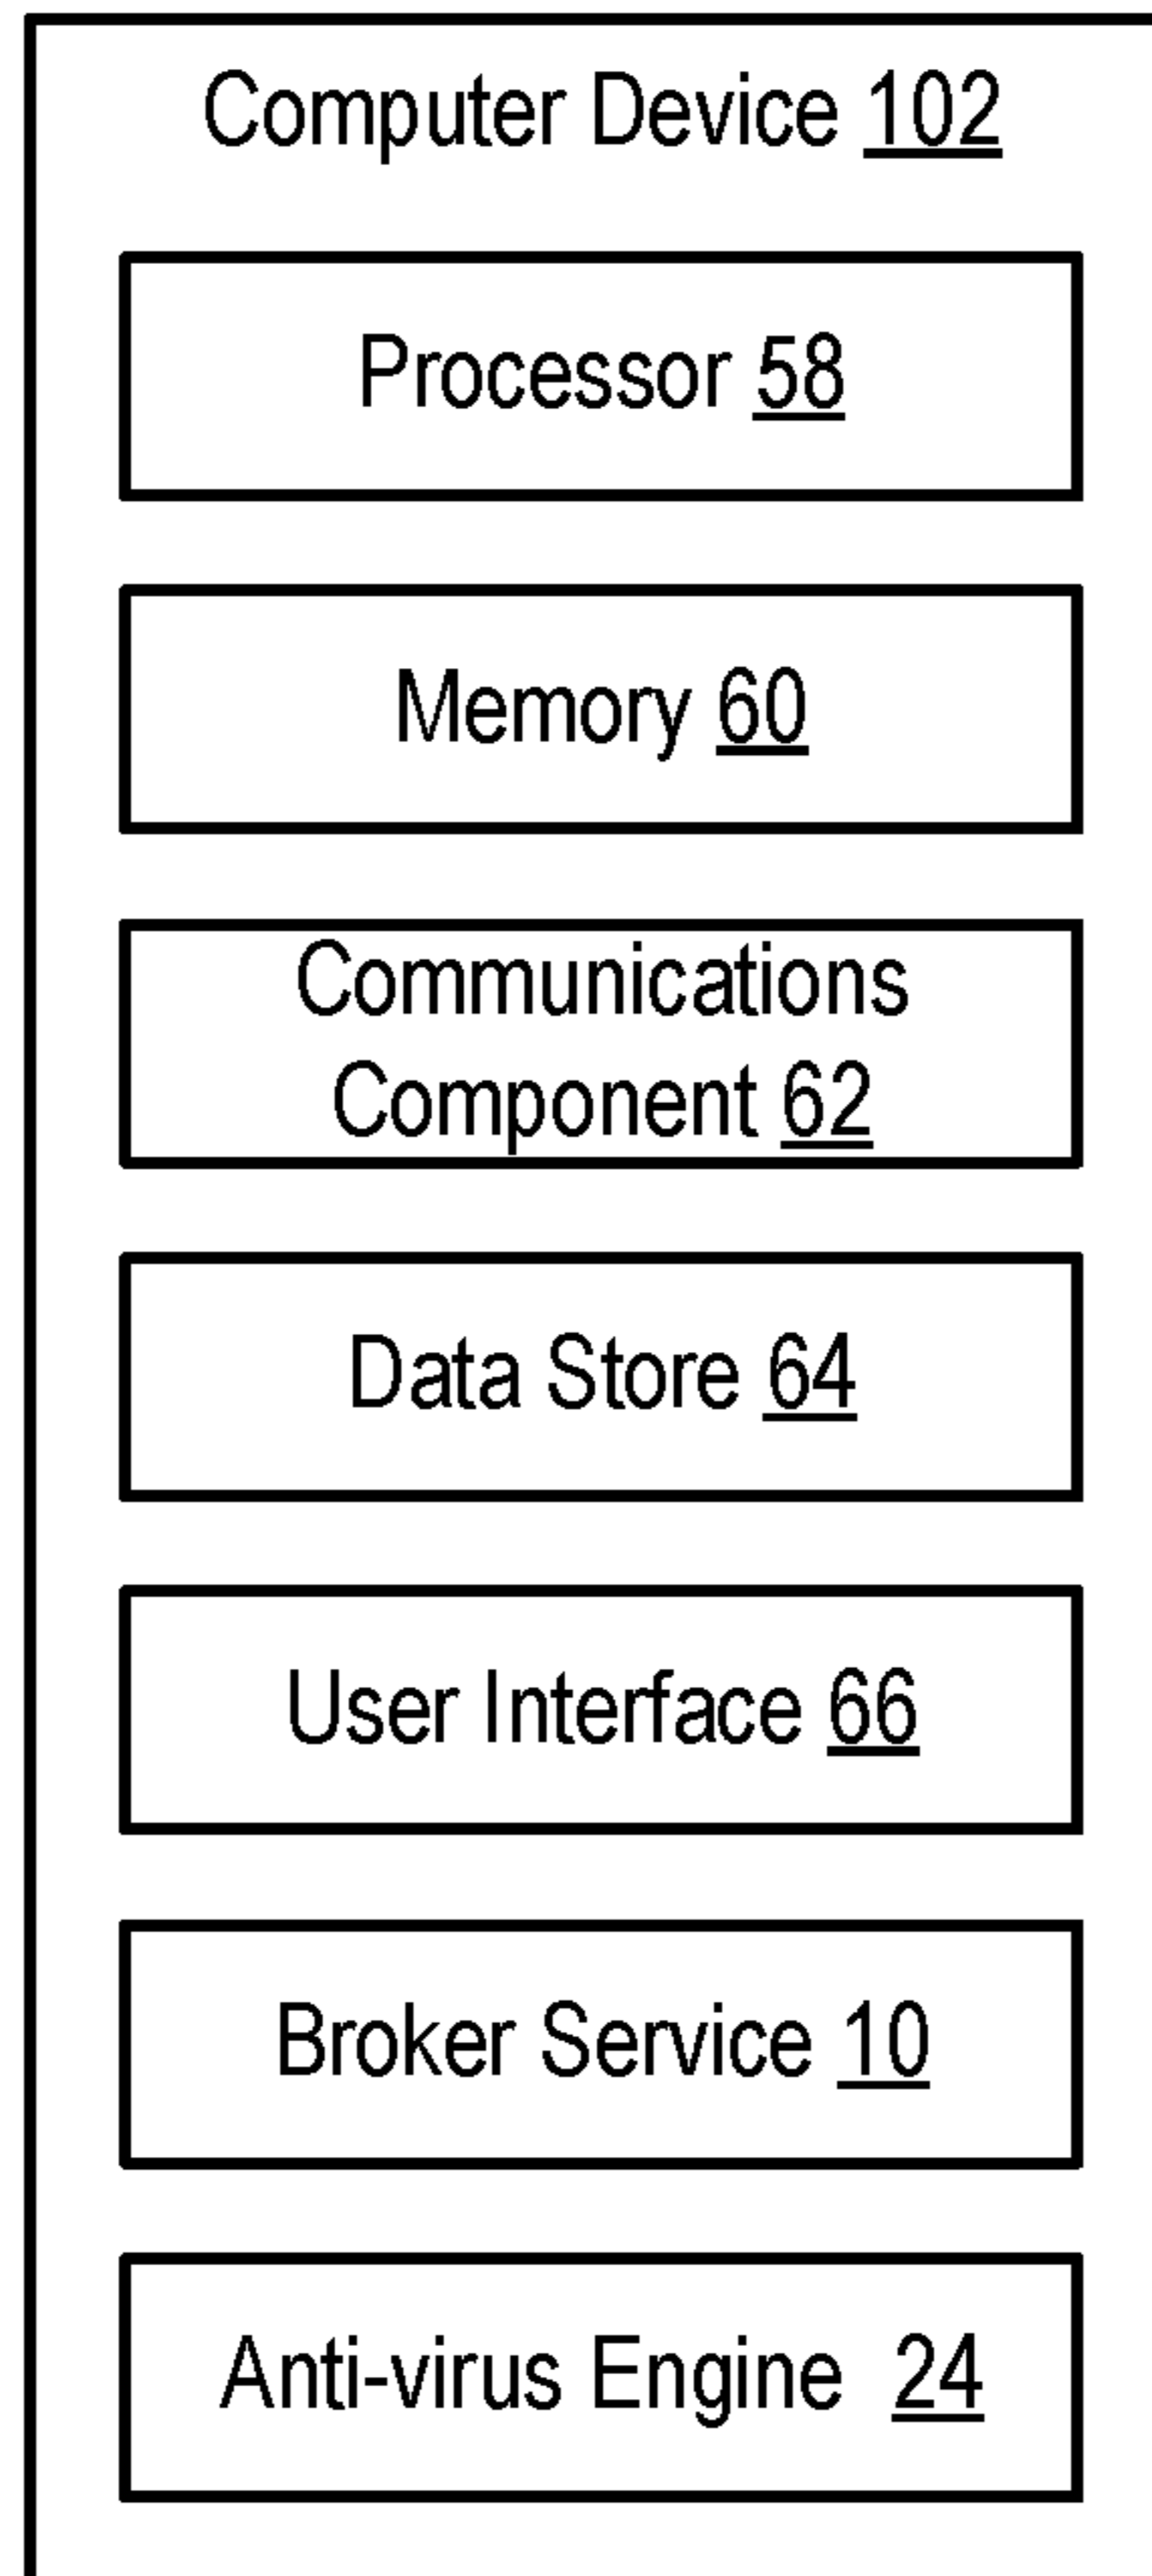 Computer Device 102
Processor 58
Memory 60
Communications
Component 62
Data Store 64
User Interface 66
Broker Service 10
Anti-virus Engine 24